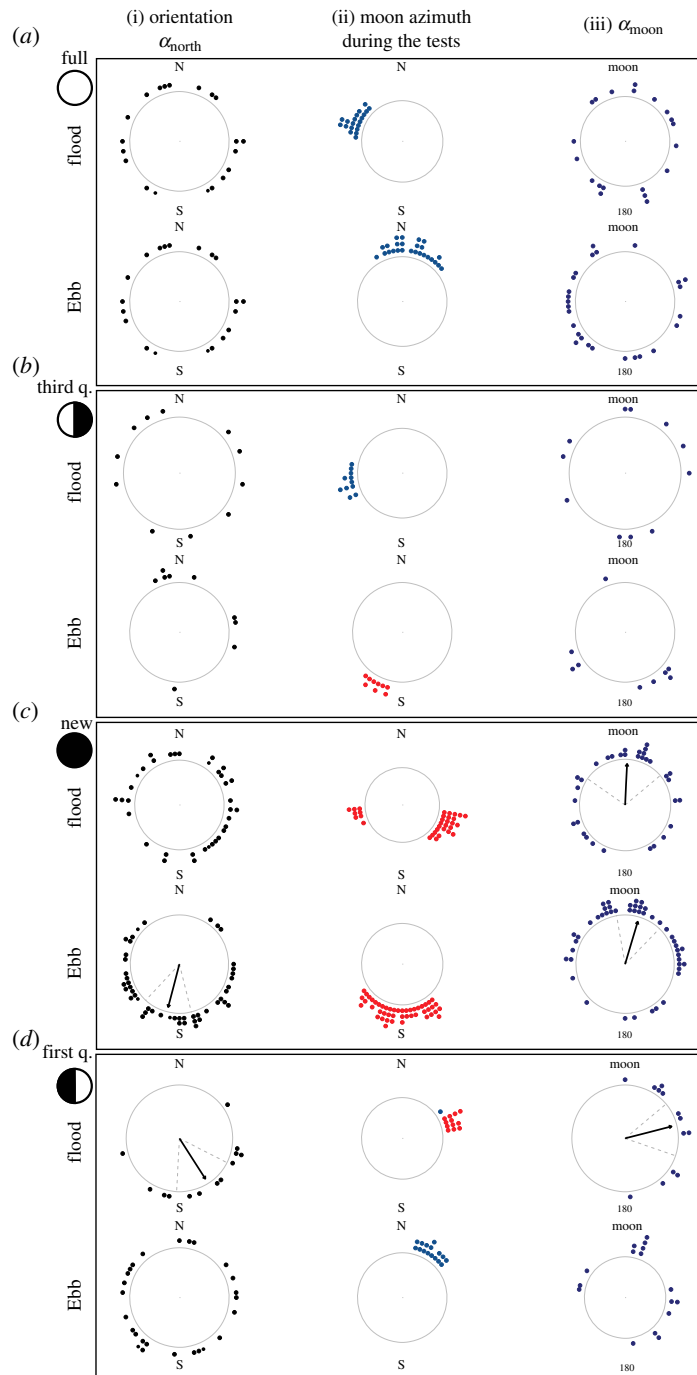 (i) orientation
α_north
(ii) moon azimuth
during the tests
(iii) α_moon
(a)
full
flood
N
S
N
S
moon
180
Ebb
N
S
N
S
moon
180
(b)
third q.
flood
N
S
N
S
moon
180
Ebb
N
S
N
S
moon
180
(c)
new
flood
N
S
N
S
moon
180
Ebb
N
S
N
S
moon
180
(d)
first q.
flood
N
S
N
S
moon
180
Ebb
N
S
N
S
moon
180